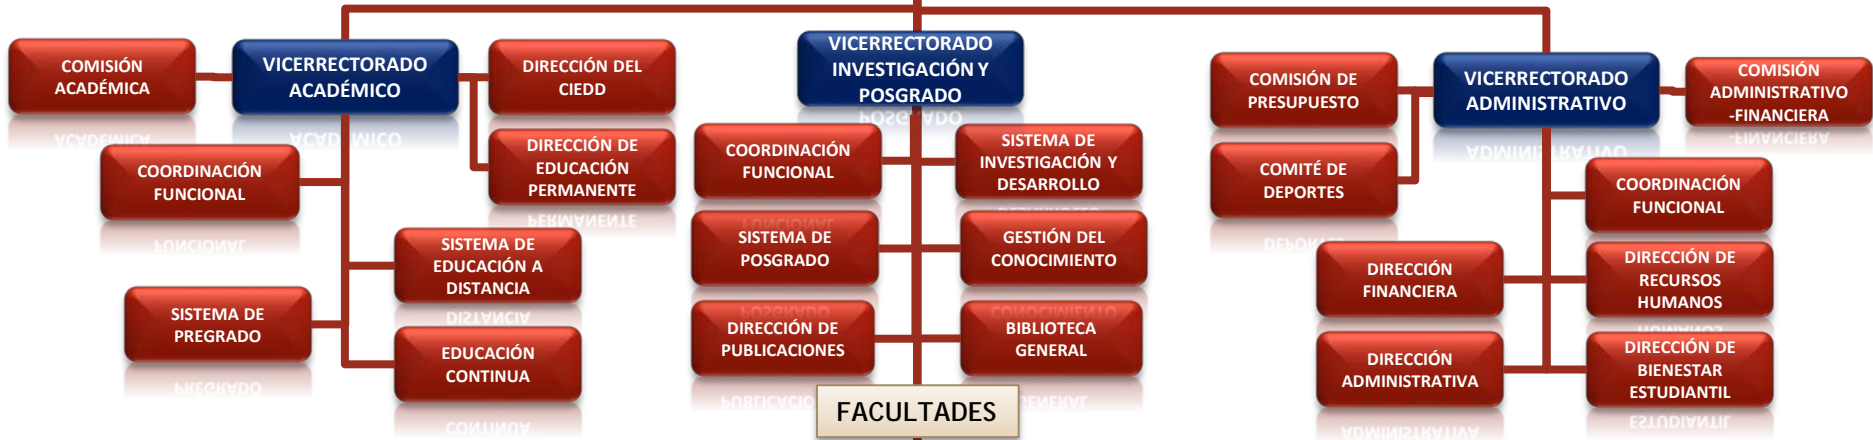 COMISIÓN
ACADÉMICA
VICERRECTORADO
ACADÉMICO
DIRECCIÓN DEL
CIEDD
DIRECCIÓN DE
EDUCACIÓN
PERMANENTE
COORDINACIÓN
FUNCIONAL
SISTEMA DE
EDUCACIÓN A
DISTANCIA
SISTEMA DE
PREGRADO
EDUCACIÓN
CONTINUA
VICERRECTORADO
INVESTIGACIÓN Y
POSGRADO
COORDINACIÓN
FUNCIONAL
SISTEMA DE
INVESTIGACIÓN Y
DESARROLLO
SISTEMA DE
POSGRADO
GESTIÓN DEL
CONOCIMIENTO
DIRECCIÓN DE
PUBLICACIONES
BIBLIOTECA
GENERAL
FACULTADES
COMISIÓN DE
PRESUPUESTO
VICERRECTORADO
ADMINISTRATIVO
COMISIÓN
ADMINISTRATIVO
-FINANCIERA
COMITÉ DE
DEPORTES
COORDINACIÓN
FUNCIONAL
DIRECCIÓN
FINANCIERA
DIRECCIÓN DE
RECURSOS
HUMANOS
DIRECCIÓN
ADMINISTRATIVA
DIRECCIÓN DE
BIENESTAR
ESTUDIANTIL